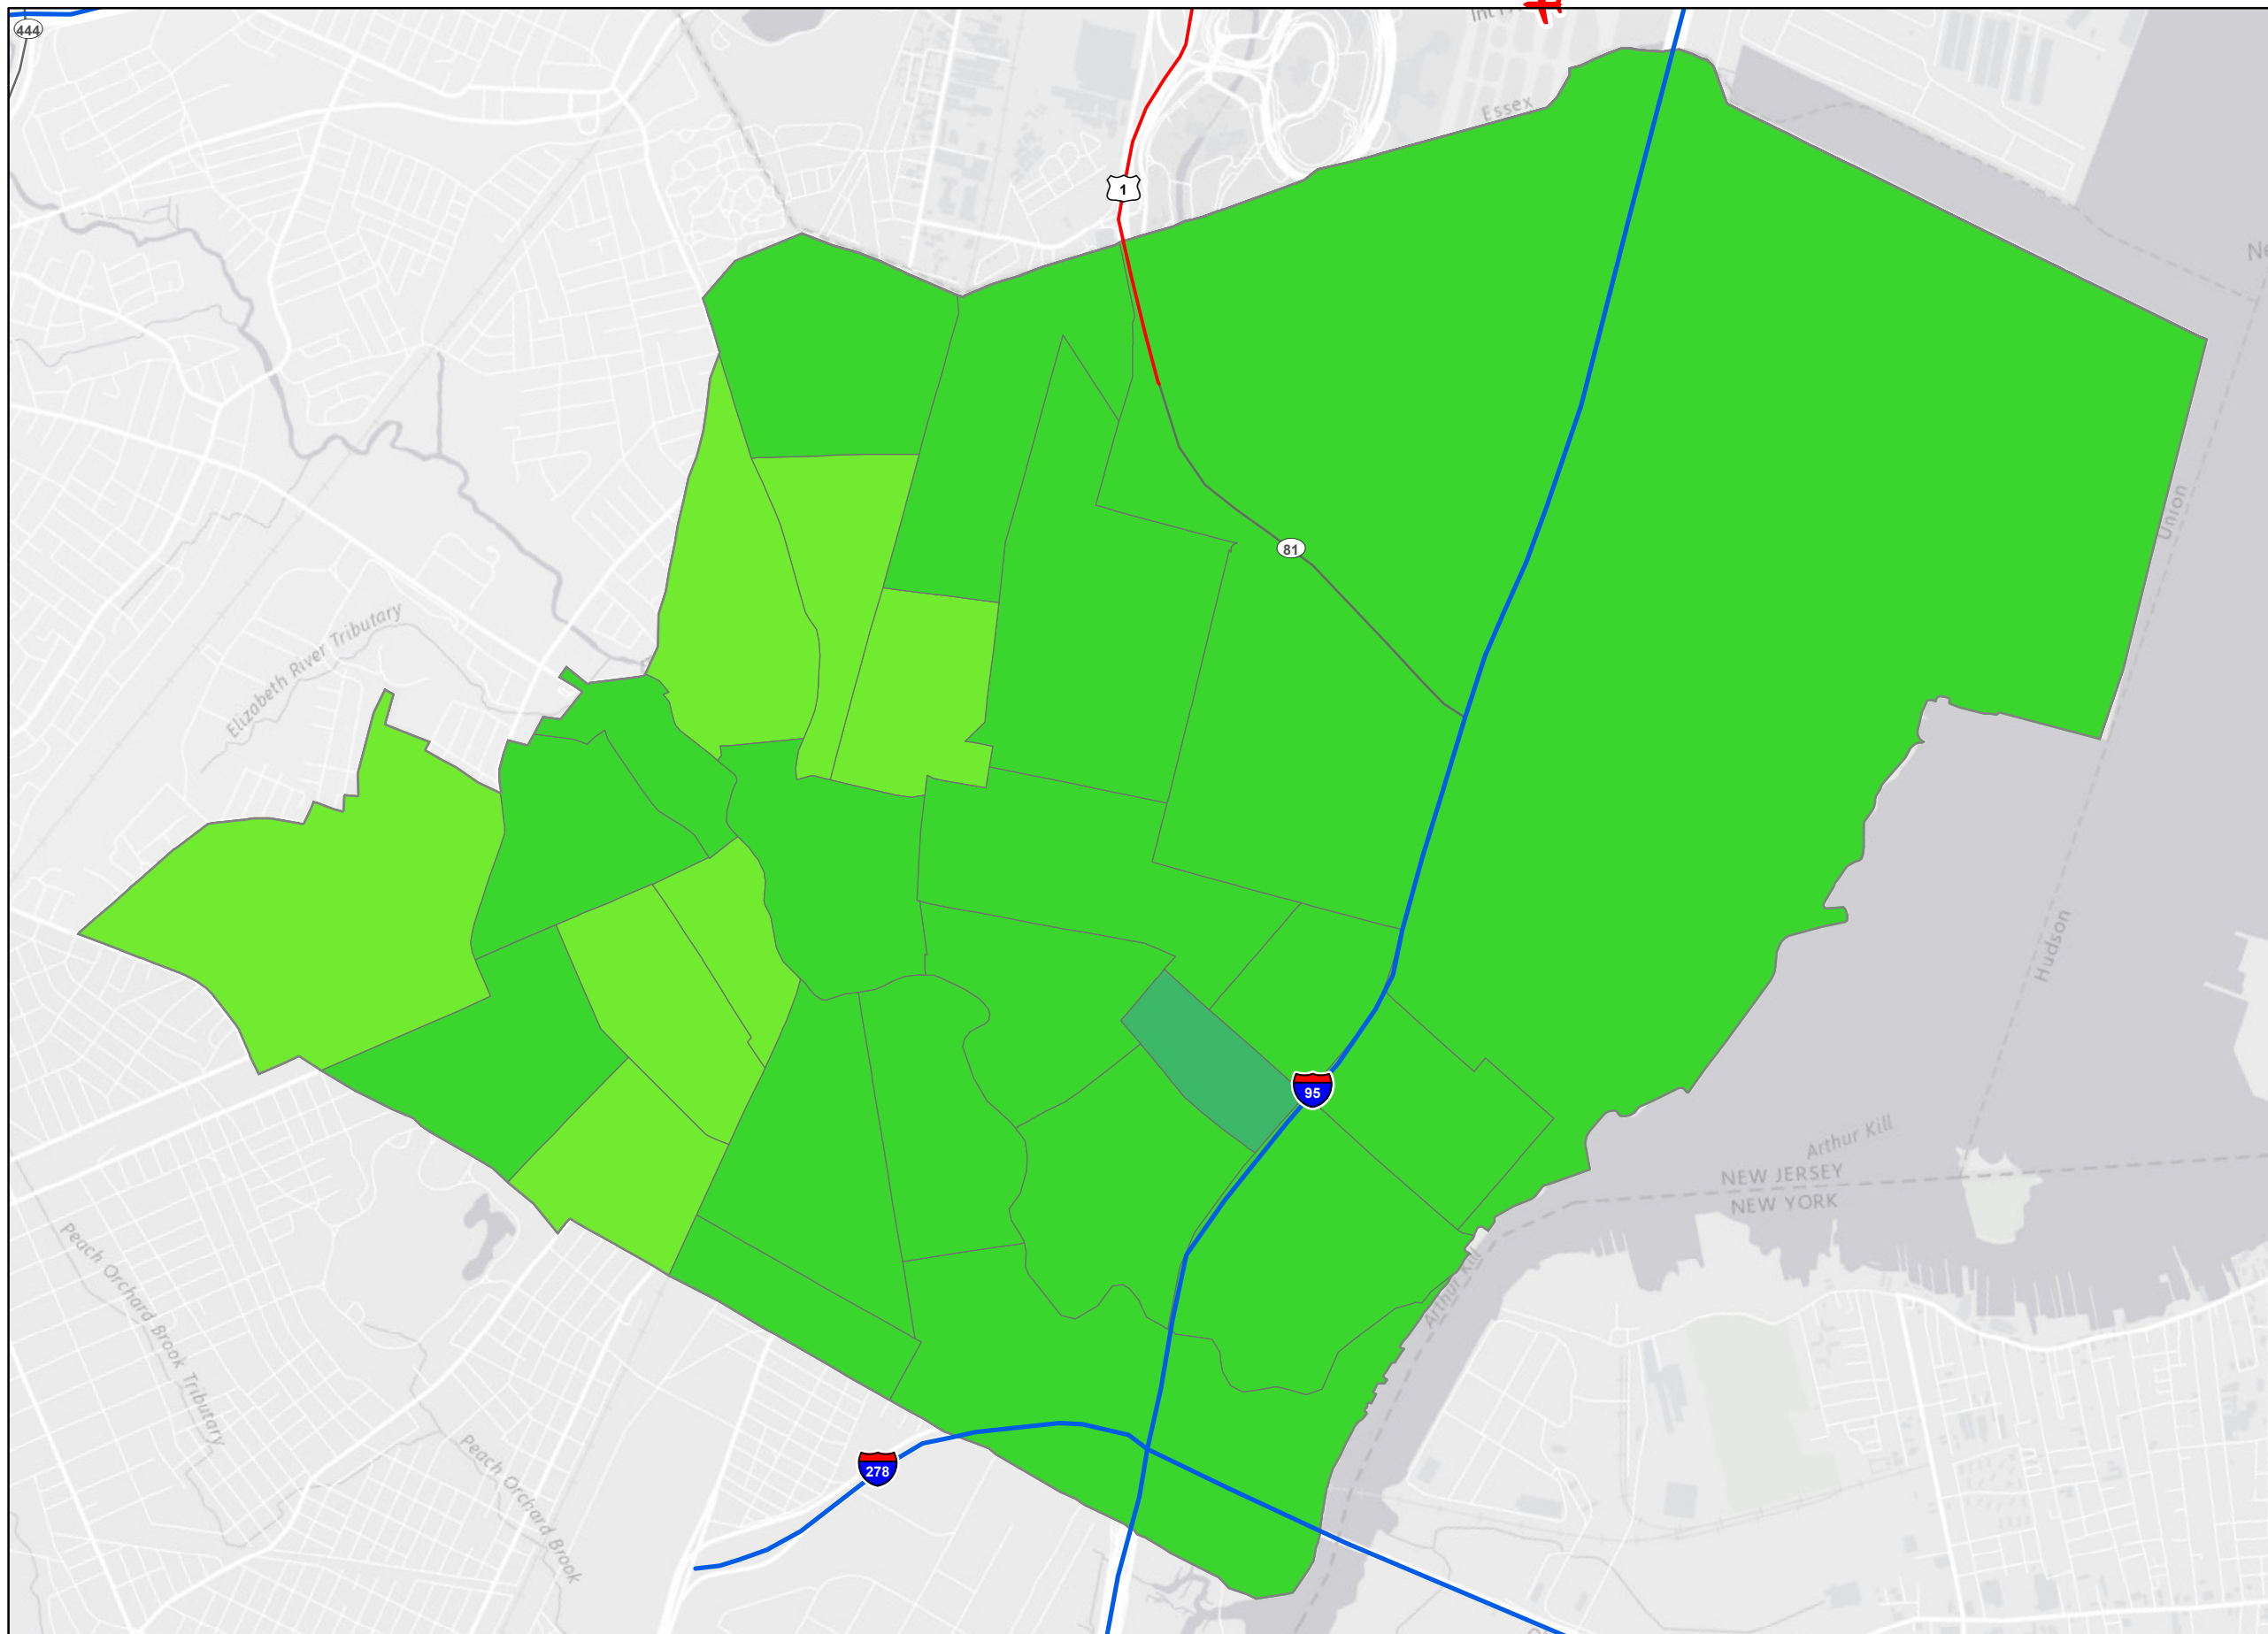 444
Int
Essex
1
Ne
Union
81
Elizabeth River Tributary
Hudson
95
Arthur Kill
NEW JERSEY
NEW YORK
Arthur Kill
Peach Orchard Brook Tributary
278
Peach Orchard Brook